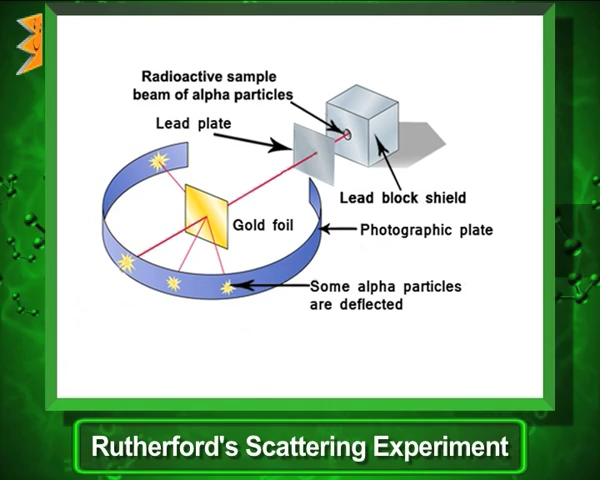 Radioactive sample
beam of alpha particles
Lead plate
Lead block shield
Gold foil
Photographic plate
Some alpha particles
are deflected
Rutherford's Scattering Experiment